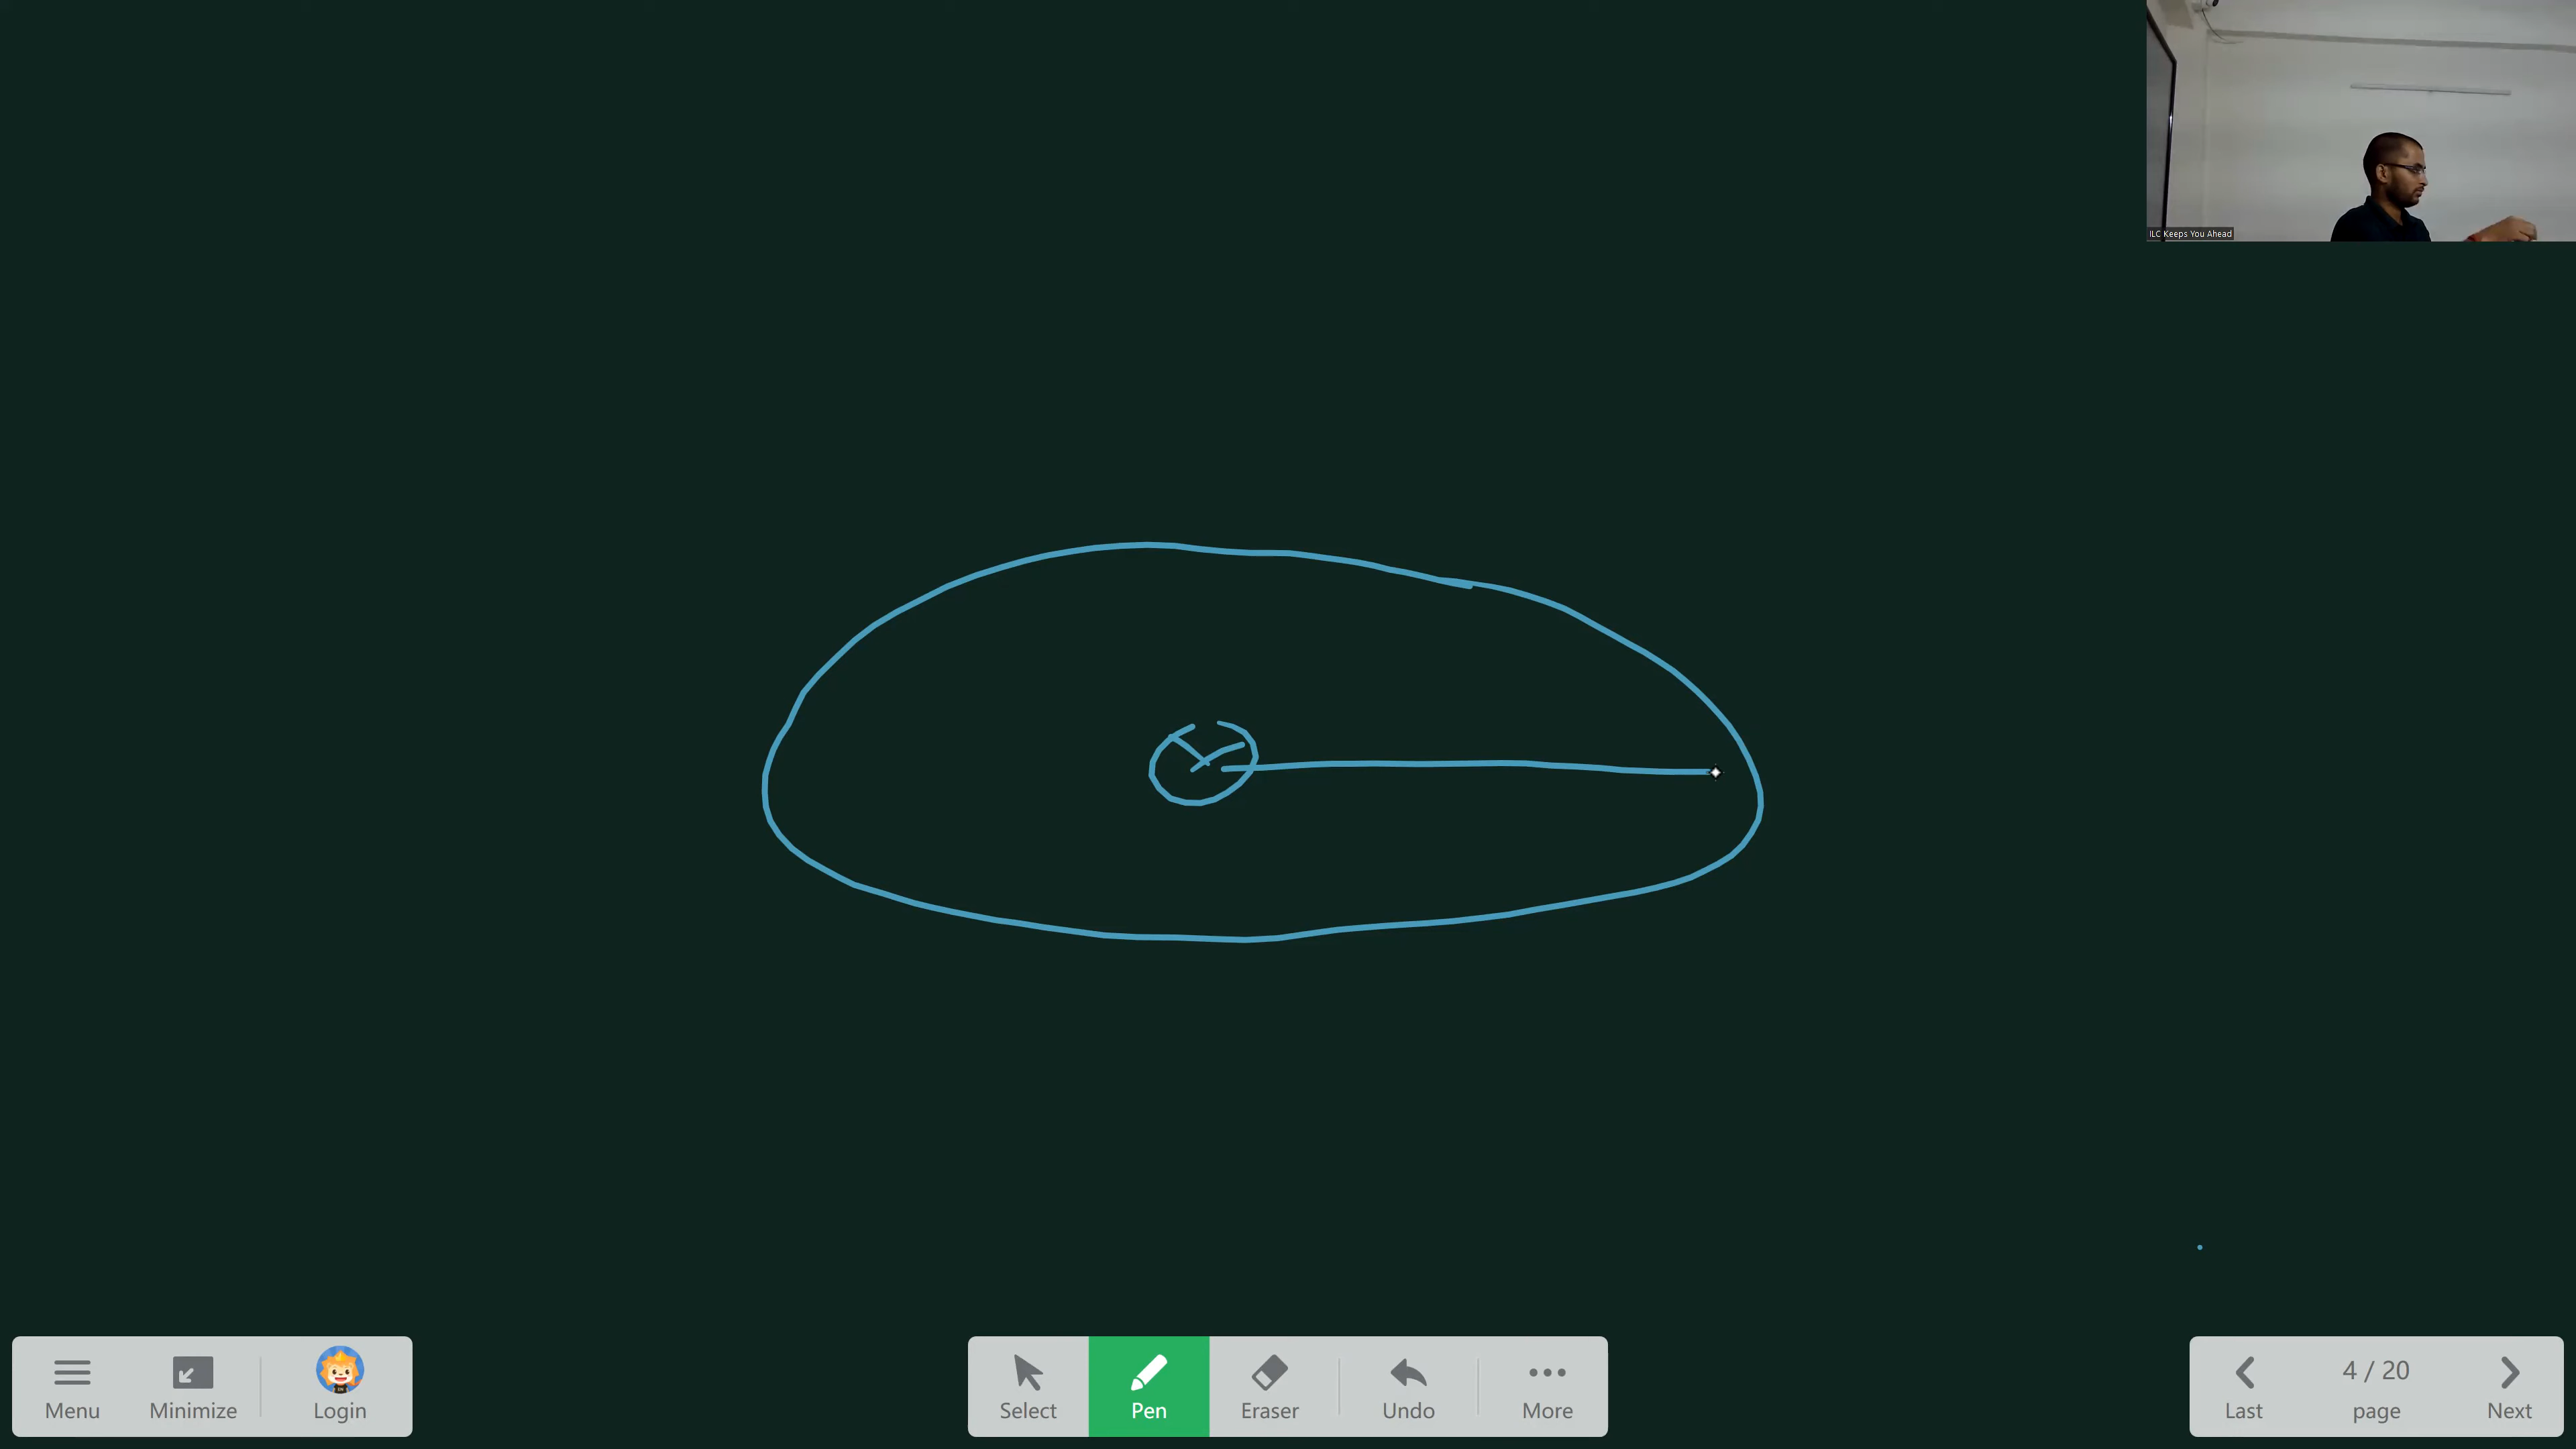 ILC Keeps You Ahead
Menu
Minimize
Login
Select
Pen
Eraser
Undo
More
Last
4 / 20
page
Next